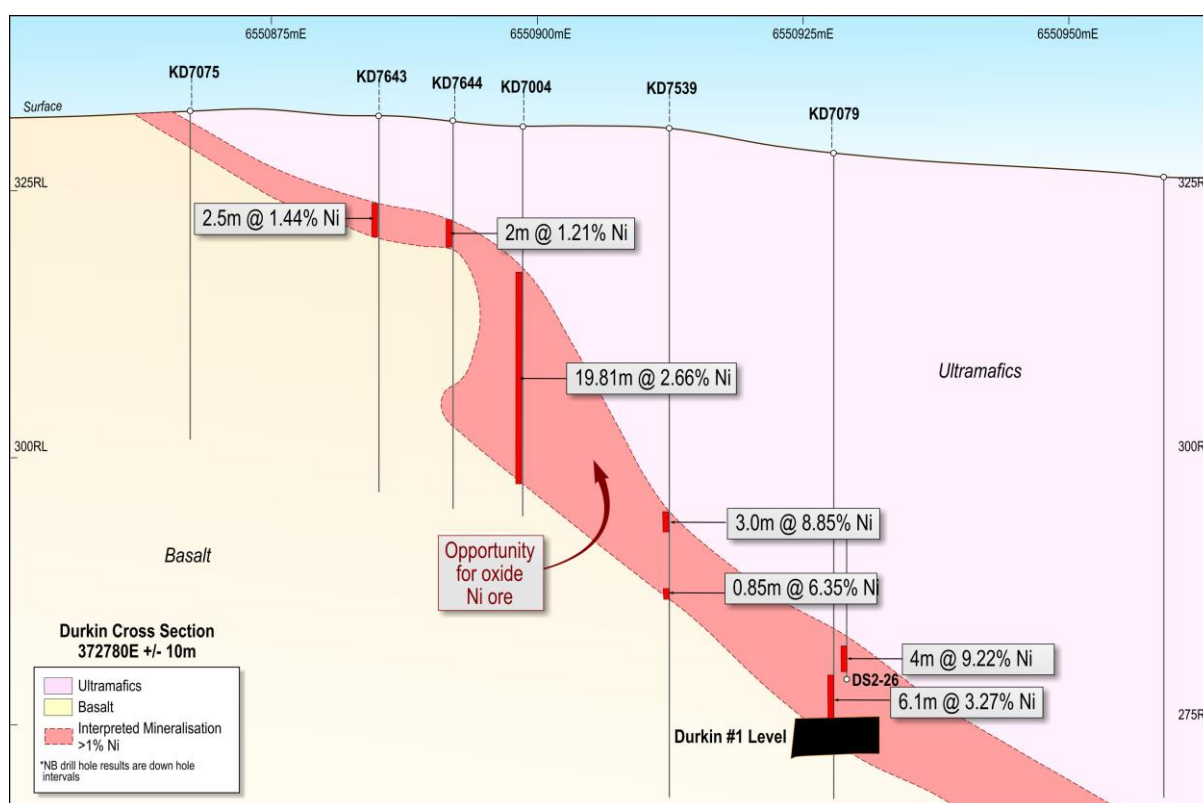 6550875mE
6550900mE
6550925mE
6550950mE
KD7075
KD7643
KD7644
KD7004
KD7539
KD7079
Surface
325RL
325RL
2.5m @ 1.44% Ni
2m @ 1.21% Ni
19.81m @ 2.66% Ni
Ultramafics
300RL
300RL
3.0m @ 8.85% Ni
Opportunity
for oxide
Ni ore
Basalt
0.85m @ 6.35% Ni
Durkin Cross Section
372780E +/- 10m
4m @ 9.22% Ni
DS2-26
6.1m @ 3.27% Ni
Ultramafics
Basalt
Interpreted Mineralisation
>1% Ni
*NB drill hole results are down hole
intervals
275RL
Durkin #1 Level